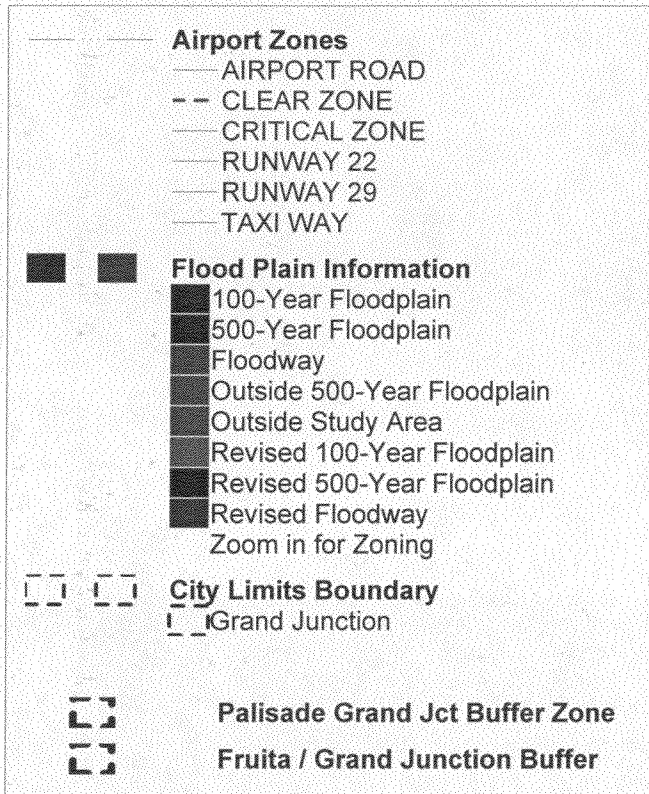 Airport Zones
AIRPORT ROAD
CLEAR ZONE
CRITICAL ZONE
RUNWAY 22
RUNWAY 29
TAXI WAY
Flood Plain Information
100-Year Floodplain
500-Year Floodplain
Floodway
Outside 500-Year Floodplain
Outside Study Area
Revised 100-Year Floodplain
Revised 500-Year Floodplain
Revised Floodway
Zoom in for Zoning
City Limits Boundary
Grand Junction
Palisade Grand Jct Buffer Zone
Fruita / Grand Junction Buffer